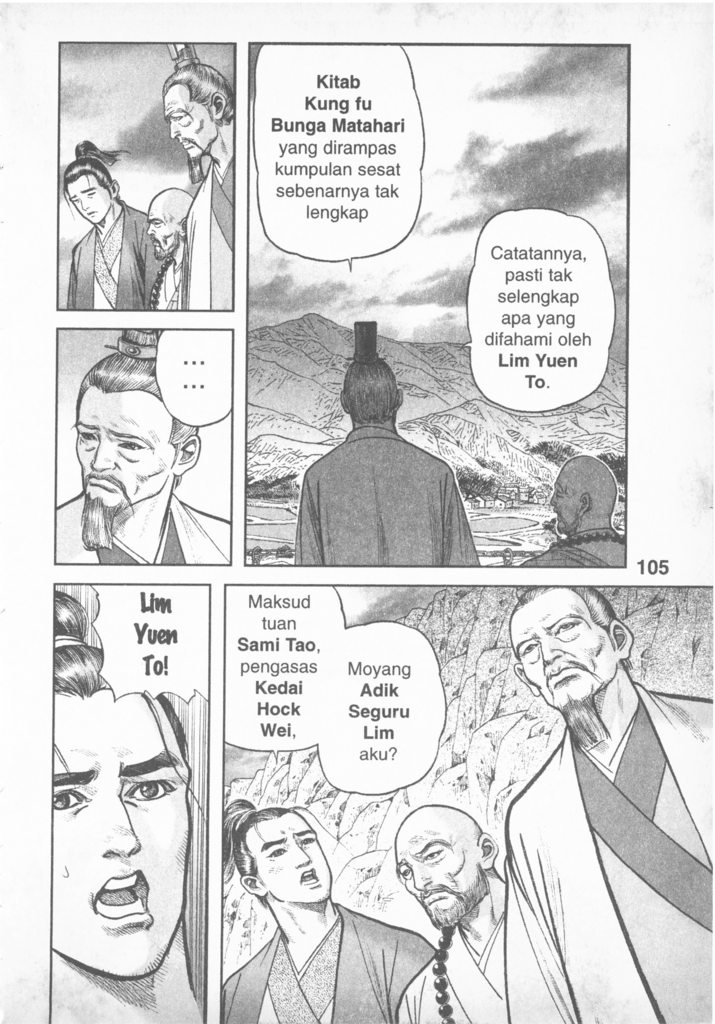 Kitab
Kung fu
Bunga Matahari
yang dirampas
kumpulan sesat
sebenarnya tak
lengkap
Catatannya,
pasti tak
selengkap
apa yang
difahami oleh
Lim Yuen
To.
...
...
105
Lim
Yuen
To!
Maksud
tuan
Sami Tao,
pengasas
Kedai
Hock
Wei,
Moyang
Adik
Seguru
Lim
aku?